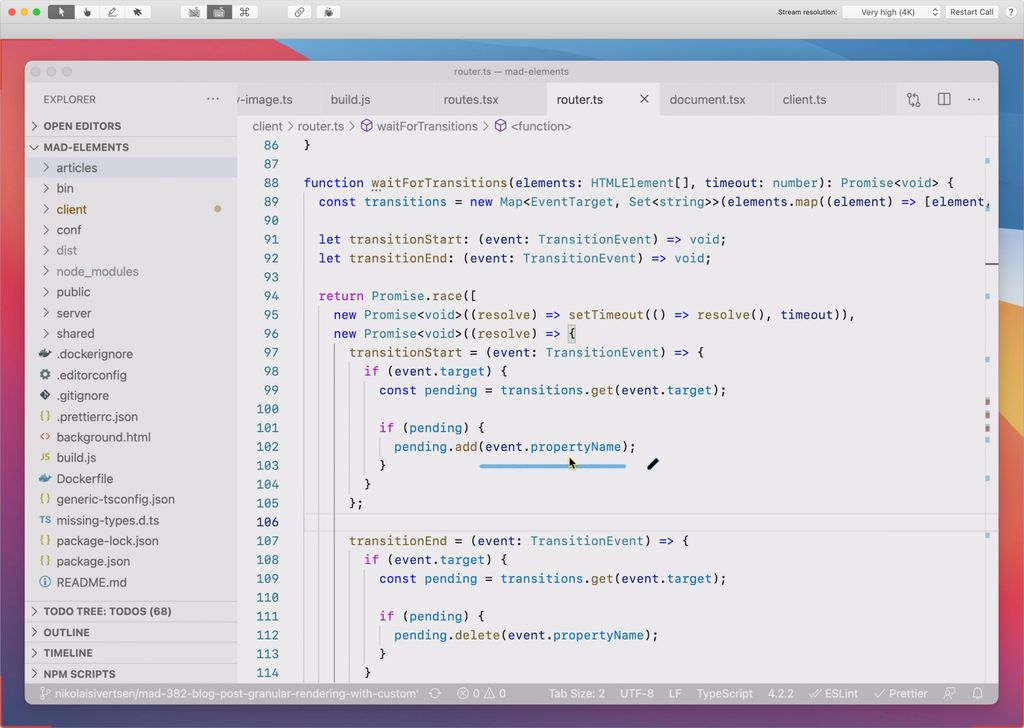 Stream resolution: Very high (4K) Restart Call ?
router.ts — mad-elements
EXPLORER ···
y-image.ts build.js routes.tsx router.ts × document.tsx client.ts ···
client > router.ts > waitForTransitions > <function>
OPEN EDITORS
MAD-ELEMENTS
articles
bin
client
conf
dist
node_modules
public
server
shared
.dockerignore
.editorconfig
.gitignore
{} .prettierrc.json
<> background.html
JS build.js
Dockerfile
{} generic-tsconfig.json
TS missing-types.d.ts
{} package-lock.json
{} package.json
README.md
TODO TREE: TODOS (68)
OUTLINE
TIMELINE
NPM SCRIPTS
86 }
87
88 function waitForTransitions(elements: HTMLElement[], timeout: number): Promise<void> {
89 const transitions = new Map<EventTarget, Set<string>>(elements.map((element) => [element,
90
91 let transitionStart: (event: TransitionEvent) => void;
92 let transitionEnd: (event: TransitionEvent) => void;
93
94 return Promise.race([
95 new Promise<void>((resolve) => setTimeout(() => resolve(), timeout)),
96 new Promise<void>((resolve) => {
97 transitionStart = (event: TransitionEvent) => {
98 if (event.target) {
99 const pending = transitions.get(event.target);
100
101 if (pending) {
102 pending.add(event.propertyName);
103 }
104 }
105 };
106
107 transitionEnd = (event: TransitionEvent) => {
108 if (event.target) {
109 const pending = transitions.get(event.target);
110
111 if (pending) {
112 pending.delete(event.propertyName);
113 }
114 }
nikolaisivertsen/mad-382-blog-post-granular-rendering-with-custom* 0 0 Tab Size: 2 UTF-8 LF TypeScript 4.2.2 ESLint Prettier